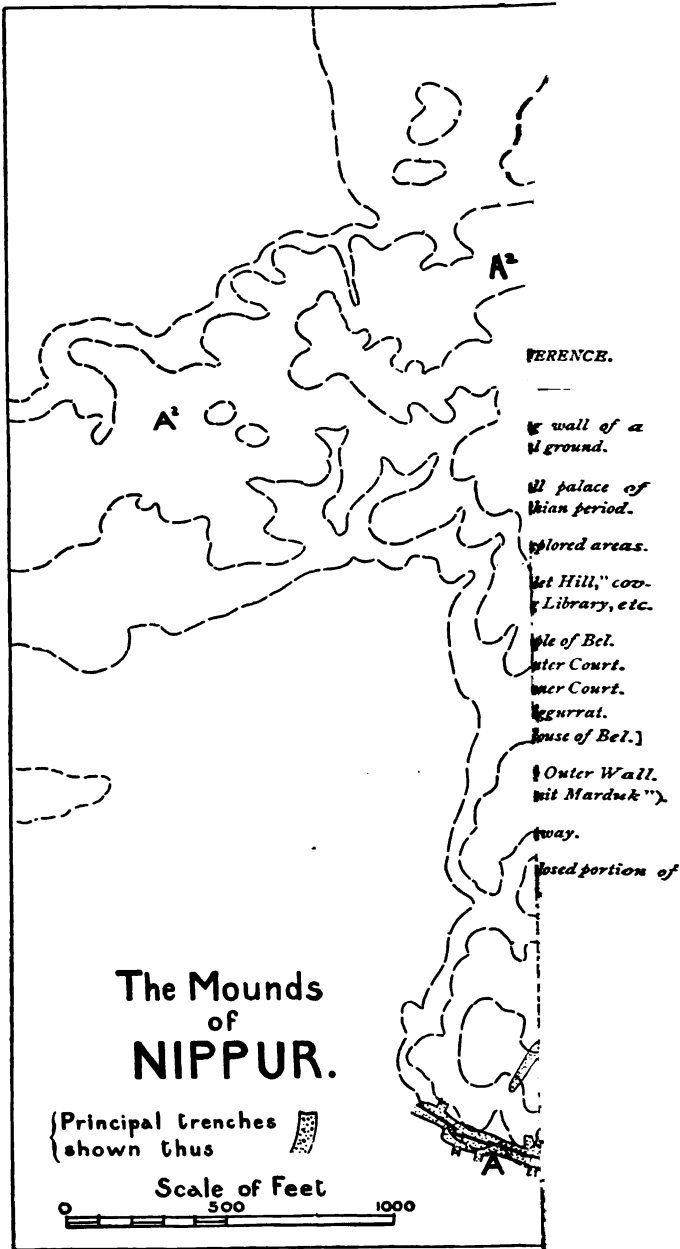 A²
ERENCE.
wall of a
ground.
A²
palace of
period.
areas.
Hill," cov-
Library, etc.
of Bel.
Court.
Court.
of Bel.]
Outer Wall.
Marduk").
way.
portion of
The Mounds
of
NIPPUR.
Principal trenches
shown thus
A
Scale of Feet
0 500 1000